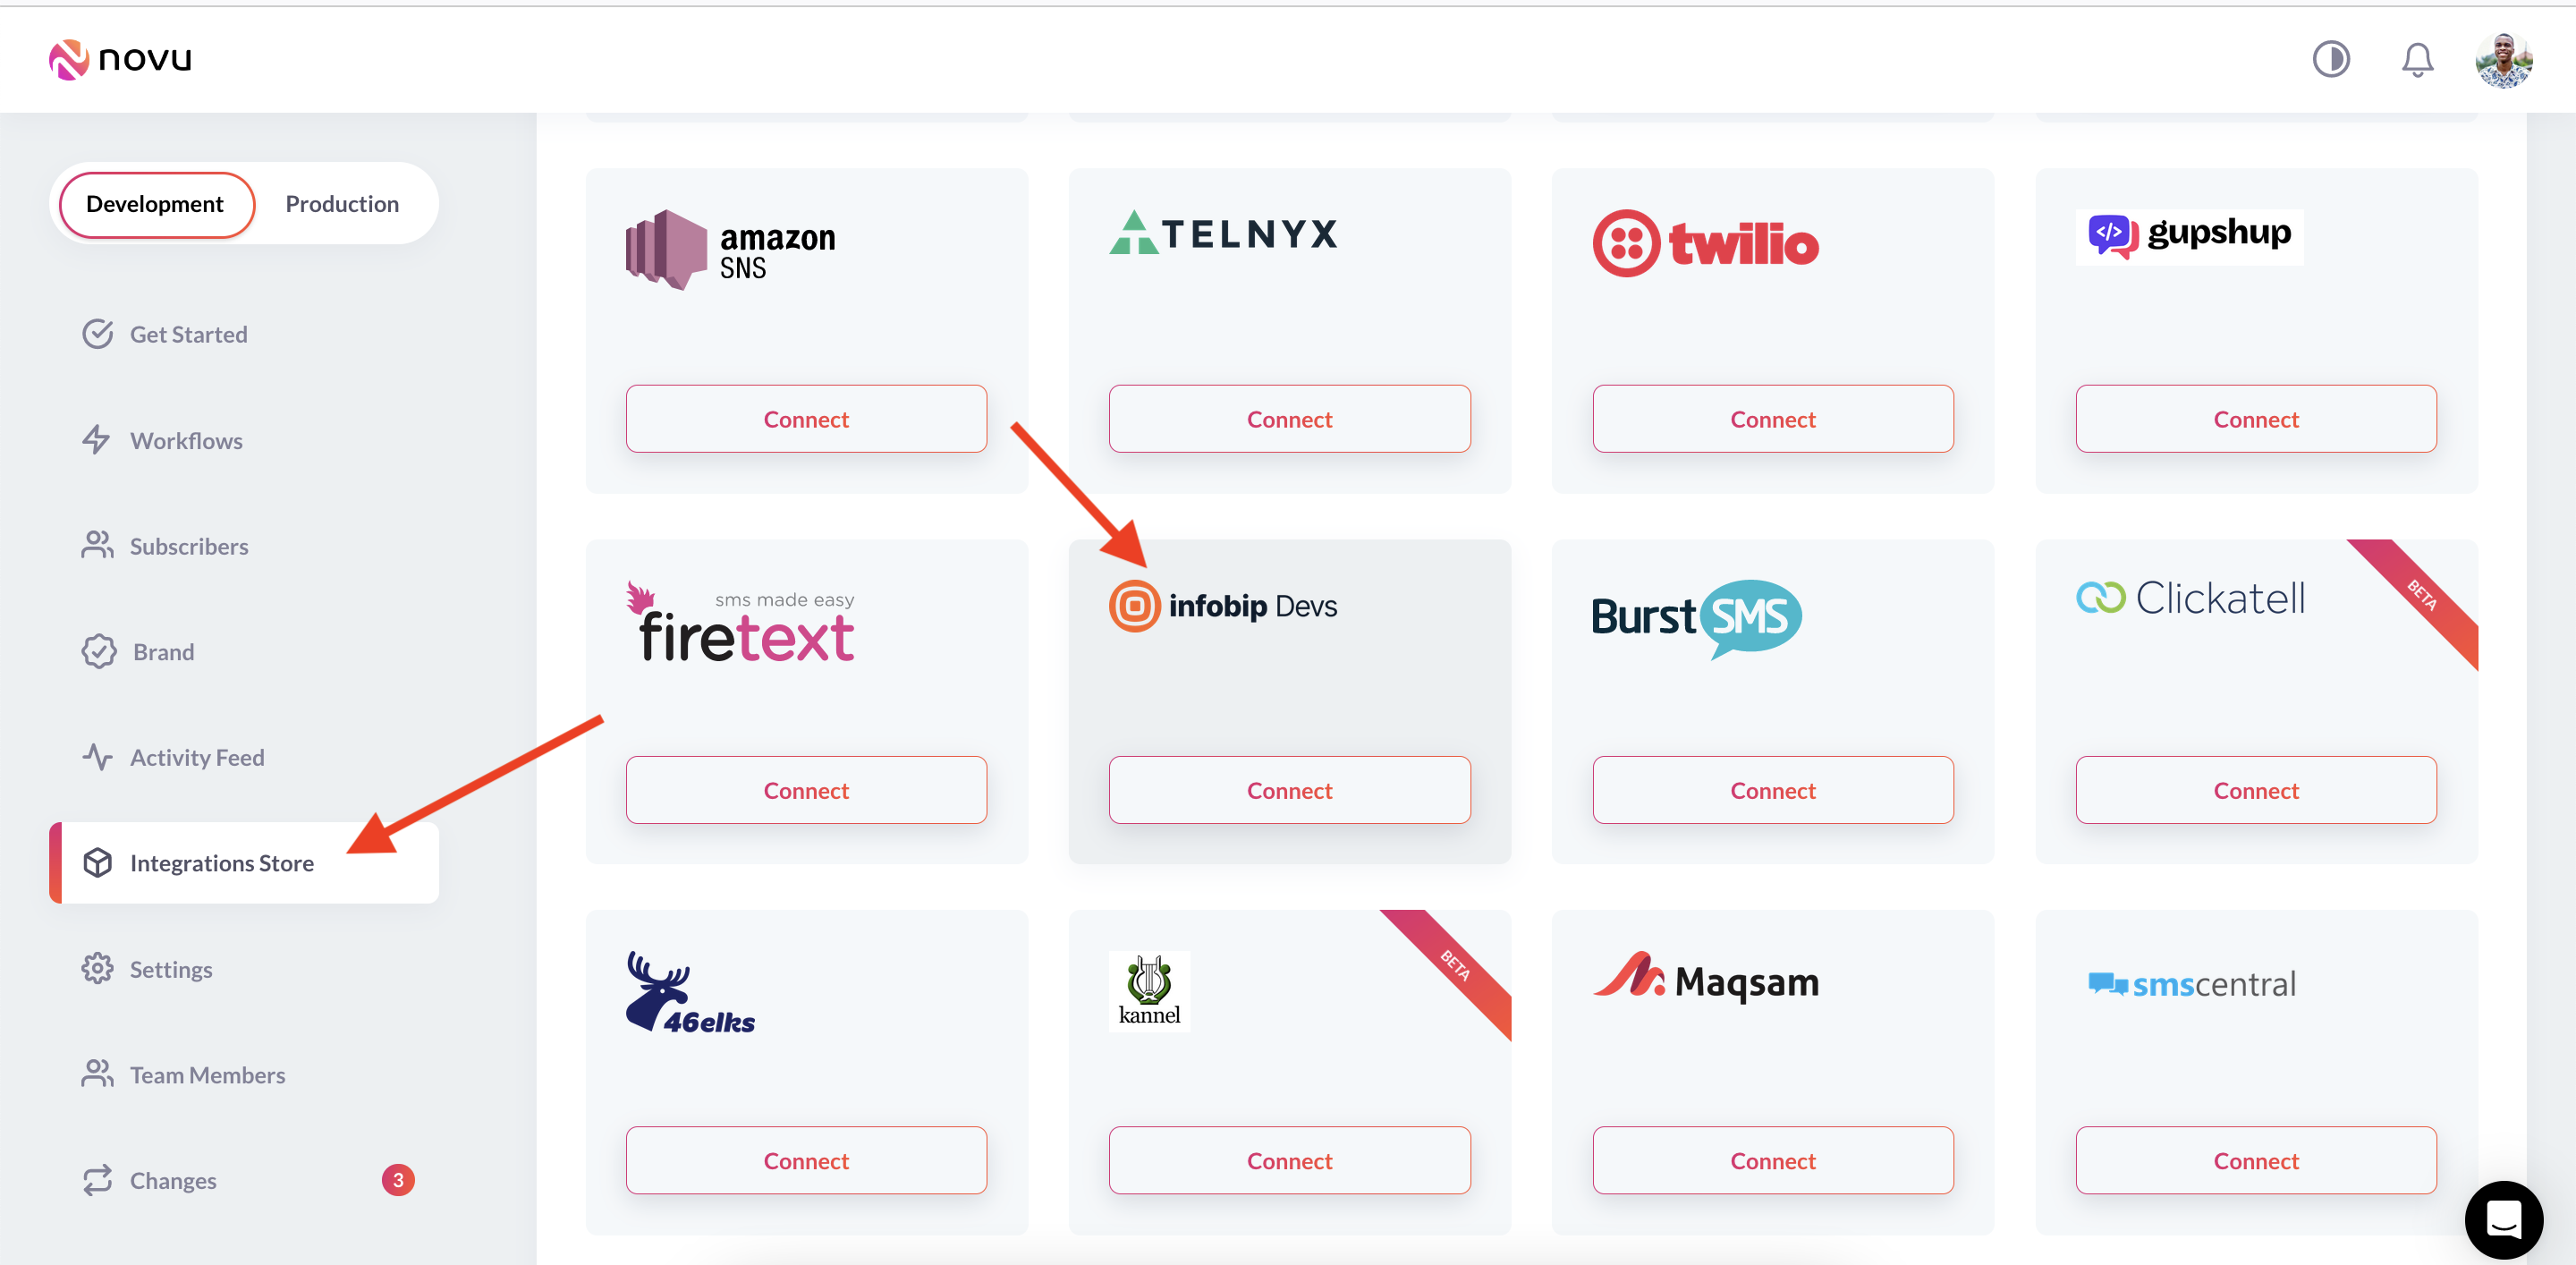 novu
Development
Production
Get Started
Workflows
Subscribers
Brand
Activity Feed
Integrations Store
Settings
Team Members
Changes
3
amazon
SNS
Connect
TELNYX
Connect
twilio
Connect
</> gupshup
Connect
sms made easy
firetext
Connect
infobip Devs
Connect
Burst SMS
Connect
Clickatell
BETA
Connect
46elks
Connect
kannel
BETA
Connect
Maqsam
Connect
smscentral
Connect